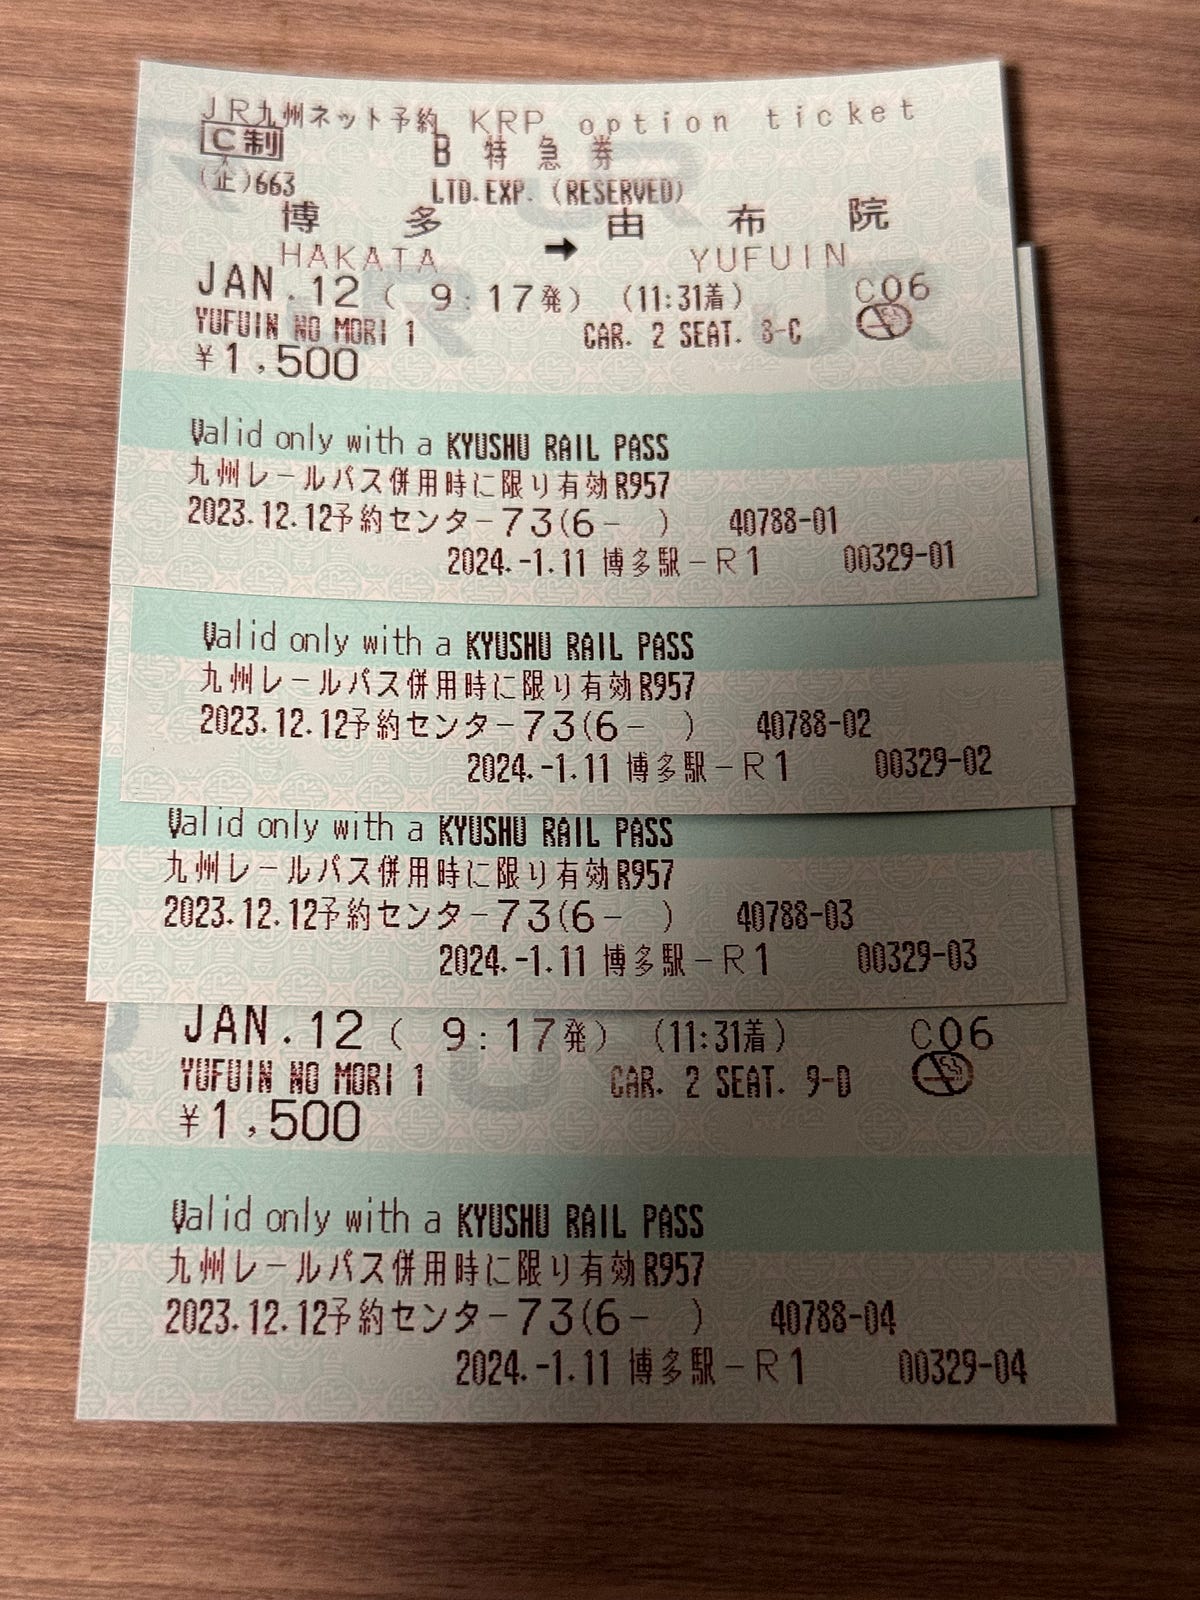 JR九州ネット予約 KRP option ticket
C制 B 特 急 券
(企)663 LTD.EXP. (RESERVED)
博 多 ➡ 由 布 院
HAKATA YUFUIN
JAN.12 ( 9:17発) (11:31着) C06
YUFUIN NO MORI 1 CAR. 2 SEAT. 8-C
¥1,500
Valid only with a KYUSHU RAIL PASS
九州レールパス併用時に限り有効R957
2023.12.12予約センター-73(6- ) 40788-01
2024.-1.11 博多駅-R1 00329-01
Valid only with a KYUSHU RAIL PASS
九州レールパス併用時に限り有効R957
2023.12.12予約センター-73(6- ) 40788-02
2024.-1.11 博多駅-R1 00329-02
Valid only with a KYUSHU RAIL PASS
九州レールパス併用時に限り有効R957
2023.12.12予約センター-73(6- ) 40788-03
2024.-1.11 博多駅-R1 00329-03
JAN.12 ( 9:17発) (11:31着) C06
YUFUIN NO MORI 1 CAR. 2 SEAT. 9-D
¥1,500
Valid only with a KYUSHU RAIL PASS
九州レールパス併用時に限り有効R957
2023.12.12予約センター-73(6- ) 40788-04
2024.-1.11 博多駅-R1 00329-04